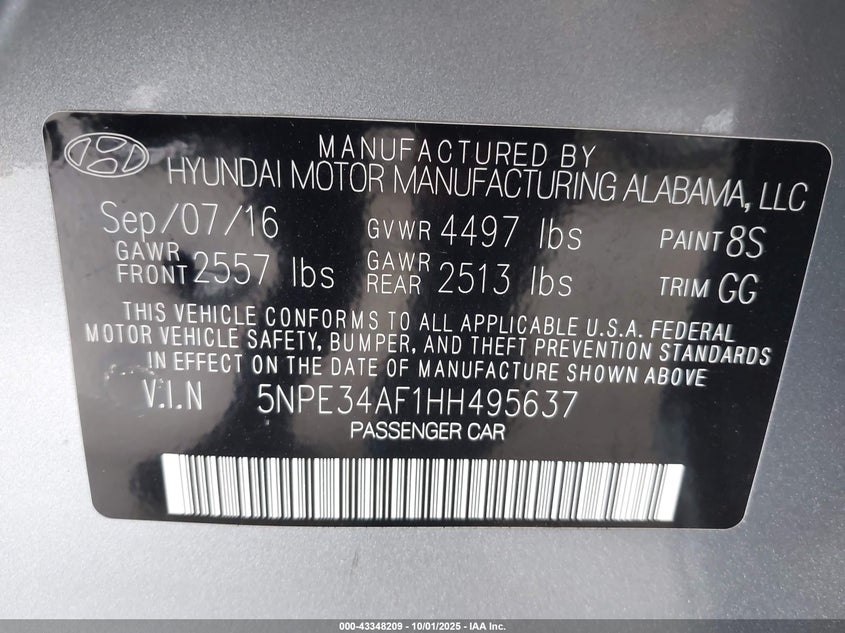 MANUFACTURED BY
HYUNDAI MOTOR MANUFACTURING ALABAMA, LLC
Sep/07/16 GVWR 4497 lbs PAINT 8S
GAWR FRONT 2557 lbs GAWR REAR 2513 lbs TRIM GG
THIS VEHICLE CONFORMS TO ALL APPLICABLE U.S.A. FEDERAL
MOTOR VEHICLE SAFETY, BUMPER, AND THEFT PREVENTION STANDARDS
IN EFFECT ON THE DATE OF MANUFACTURE SHOWN ABOVE
V.I.N 5NPE34AF1HH495637
PASSENGER CAR
000-43348209 - 10/01/2025 - IAA Inc.